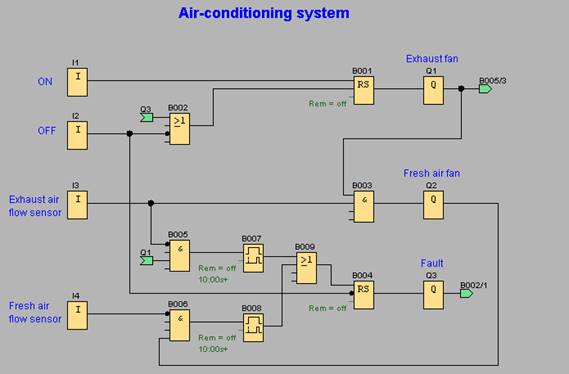 Air-conditioning system
I1
I
ON
B001
RS
Rem = off
Exhaust fan
Q1
Q
B005/3
I2
I
OFF
Q3
B002
≥1
I3
I
Exhaust air
flow sensor
B003
&
Fresh air fan
Q2
Q
B005
&
Q1
B007
Rem = off
10:00s+
B009
≥1
B004
RS
Rem = off
Fault
Q3
Q
B002/1
I4
I
Fresh air
flow sensor
B006
&
B008
Rem = off
10:00s+